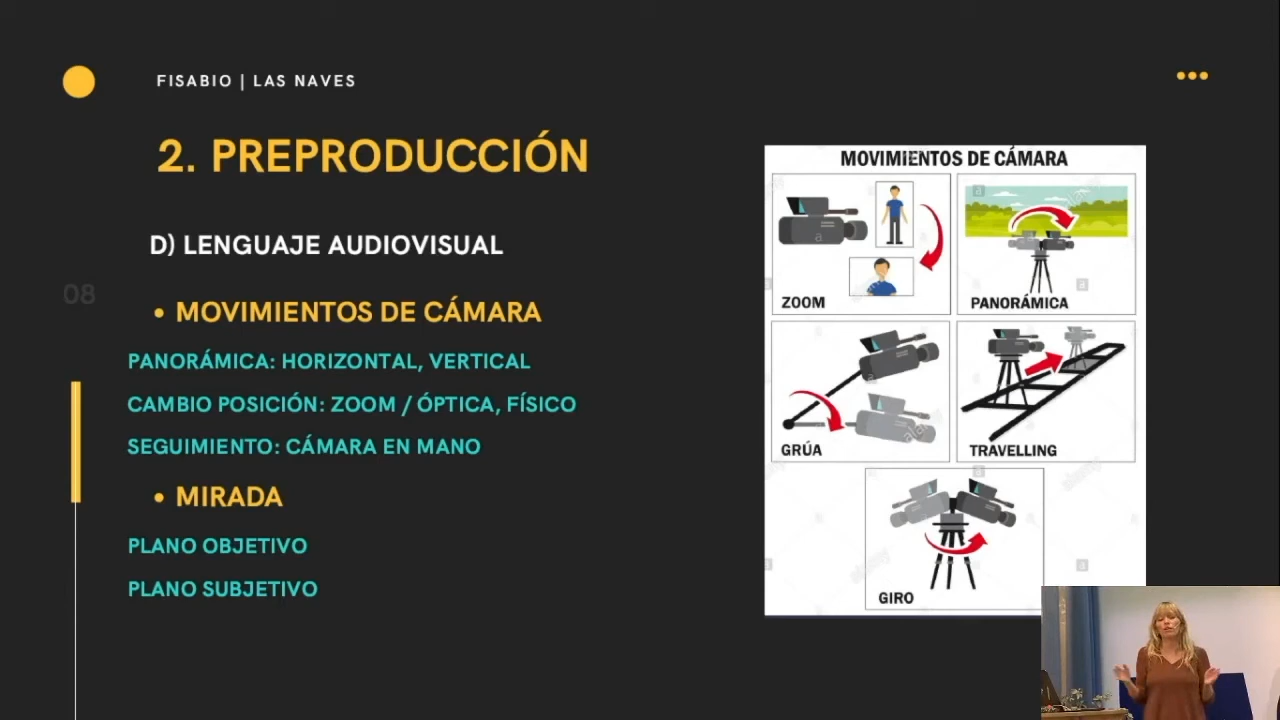 FISABIO | LAS NAVES
2. PREPRODUCCIÓN
D) LENGUAJE AUDIOVISUAL
08
• MOVIMIENTOS DE CÁMARA
PANORÁMICA: HORIZONTAL, VERTICAL
CAMBIO POSICIÓN: ZOOM / ÓPTICA, FÍSICO
SEGUIMIENTO: CÁMARA EN MANO
• MIRADA
PLANO OBJETIVO
PLANO SUBJETIVO
MOVIMIENTOS DE CÁMARA
ZOOM
PANORÁMICA
GRÚA
TRAVELLING
GIRO
alamy